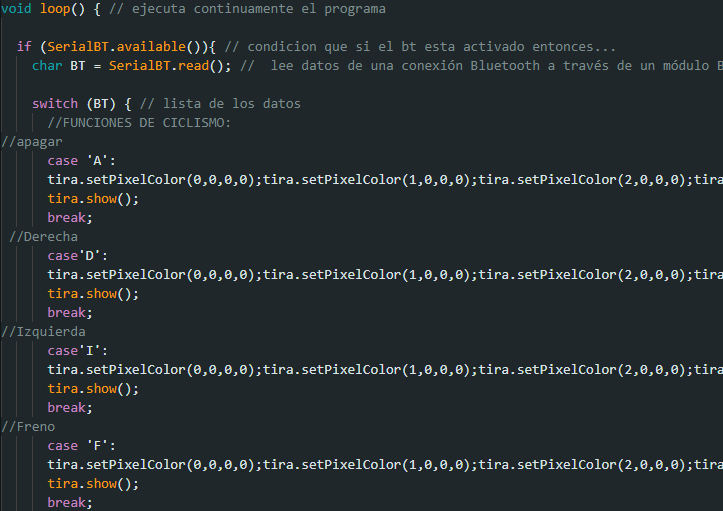 void loop() { // ejecuta continuamente el programa
if (SerialBT.available()){ // condicion que si el bt esta activado entonces...
char BT = SerialBT.read(); //  lee datos de una conexión Bluetooth a través de un módulo B
switch (BT) { // lista de los datos
//FUNCIONES DE CICLISMO:
//apagar
case 'A':
tira.setPixelColor(0,0,0,0);tira.setPixelColor(1,0,0,0);tira.setPixelColor(2,0,0,0);tira
tira.show();
break;
//Derecha
case'D':
tira.setPixelColor(0,0,0,0);tira.setPixelColor(1,0,0,0);tira.setPixelColor(2,0,0,0);tira
tira.show();
break;
//Izquierda
case'I':
tira.setPixelColor(0,0,0,0);tira.setPixelColor(1,0,0,0);tira.setPixelColor(2,0,0,0);tira
tira.show();
break;
//Freno
case 'F':
tira.setPixelColor(0,0,0,0);tira.setPixelColor(1,0,0,0);tira.setPixelColor(2,0,0,0);tira
tira.show();
break;